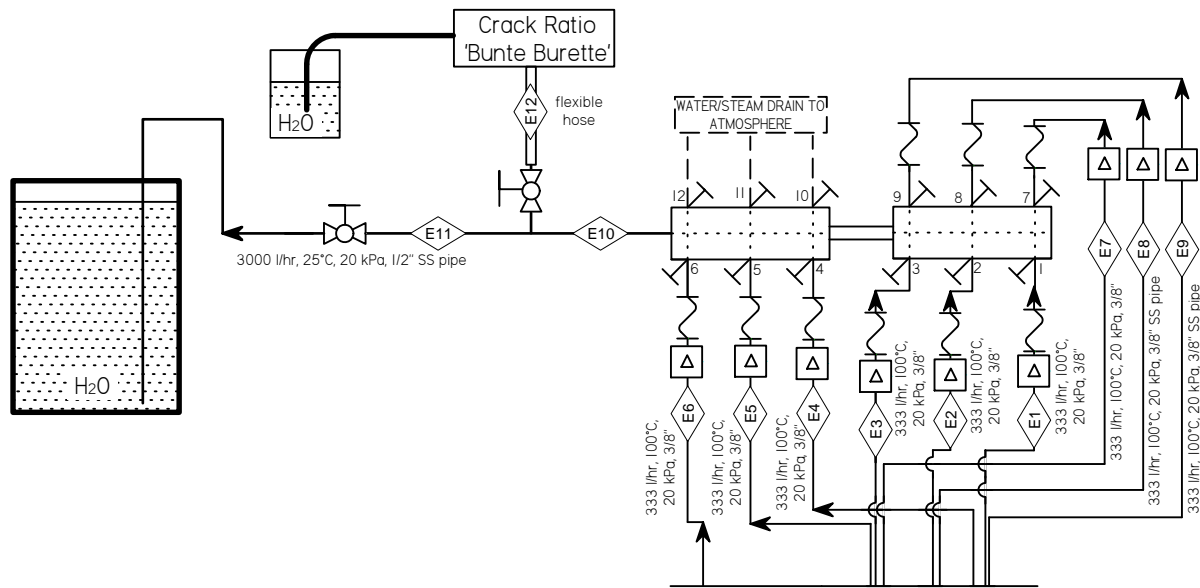 Crack Ratio
'Bunte Burette'
H2O
E12
flexible
hose
WATER/STEAM DRAIN TO
ATMOSPHERE
12
11
10
9
8
7
E11
E10
3000 l/hr, 25°C, 20 kPa, 1/2" SS pipe
6
5
4
3
2
1
H2O
E7
E8
E9
333 l/hr, 100°C, 20 kPa, 3/8"
333 l/hr, 100°C, 20 kPa, 3/8" SS pipe
333 l/hr, 100°C, 20 kPa, 3/8" SS pipe
E6
333 l/hr, 100°C,
20 kPa, 3/8"
E5
333 l/hr, 100°C,
20 kPa, 3/8"
E4
333 l/hr, 100°C,
20 kPa, 3/8"
E3
333 l/hr, 100°C,
20 kPa, 3/8"
E2
333 l/hr, 100°C,
20 kPa, 3/8"
E1
333 l/hr, 100°C,
20 kPa, 3/8"